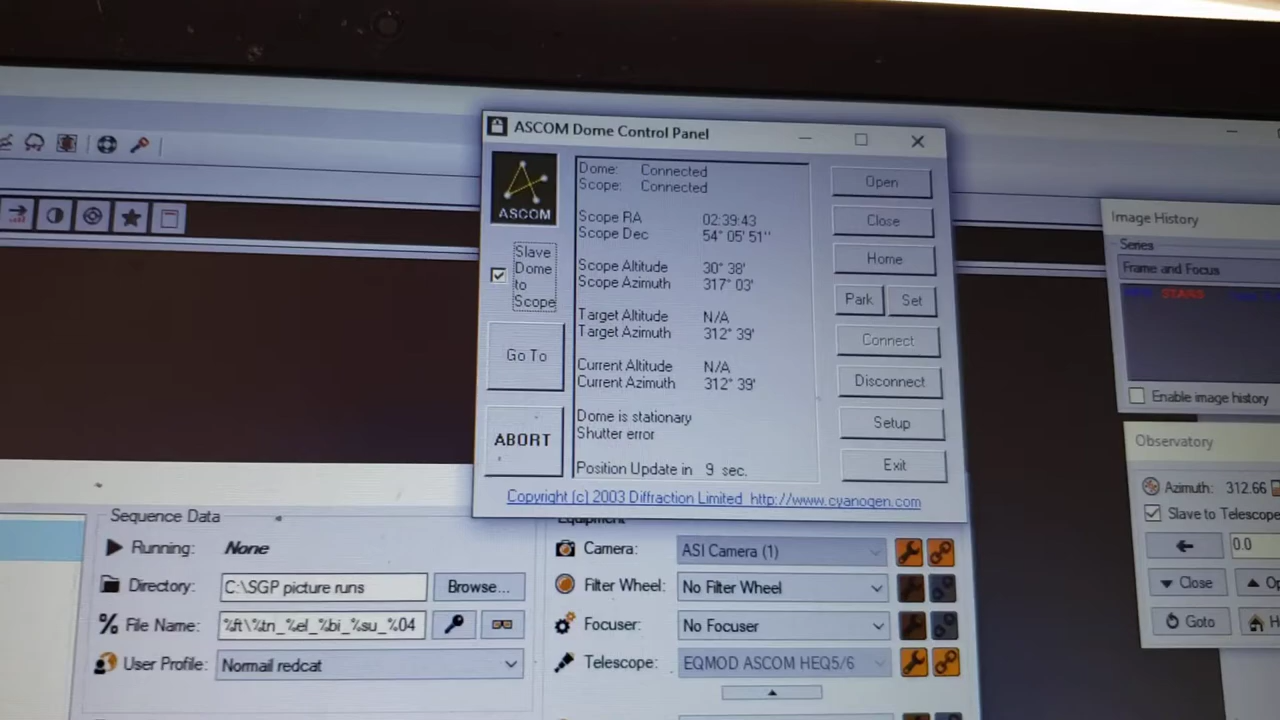 ASCOM Dome Control Panel
ASCOM
Dome: Connected
Scope: Connected
Scope RA 02:39:43
Scope Dec 54° 05' 51''
Scope Altitude 30° 38'
Scope Azimuth 317° 03'
Target Altitude N/A
Target Azimuth 312° 39'
Current Altitude N/A
Current Azimuth 312° 39'
Dome is stationary
Shutter error
Position Update in 9 sec.
Slave
Dome
to
Scope
Go To
ABORT
Open
Close
Home
Park Set
Connect
Disconnect
Setup
Exit
Copyright (c) 2003 Diffraction Limited http://www.cyanogen.com
Image History
Series
Frame and Focus
STARS
Enable image history
Observatory
Azimuth: 312.66
Slave to Telescope
0.0
Close Op
Goto H
Sequence Data
Running: None
Directory: C:\SGP picture runs Browse...
File Name: %ft\%tn_%el_%bi_%su_%04
User Profile: Normail redcat
Equipment
Camera: ASI Camera (1)
Filter Wheel: No Filter Wheel
Focuser: No Focuser
Telescope: EQMOD ASCOM HEQ5/6